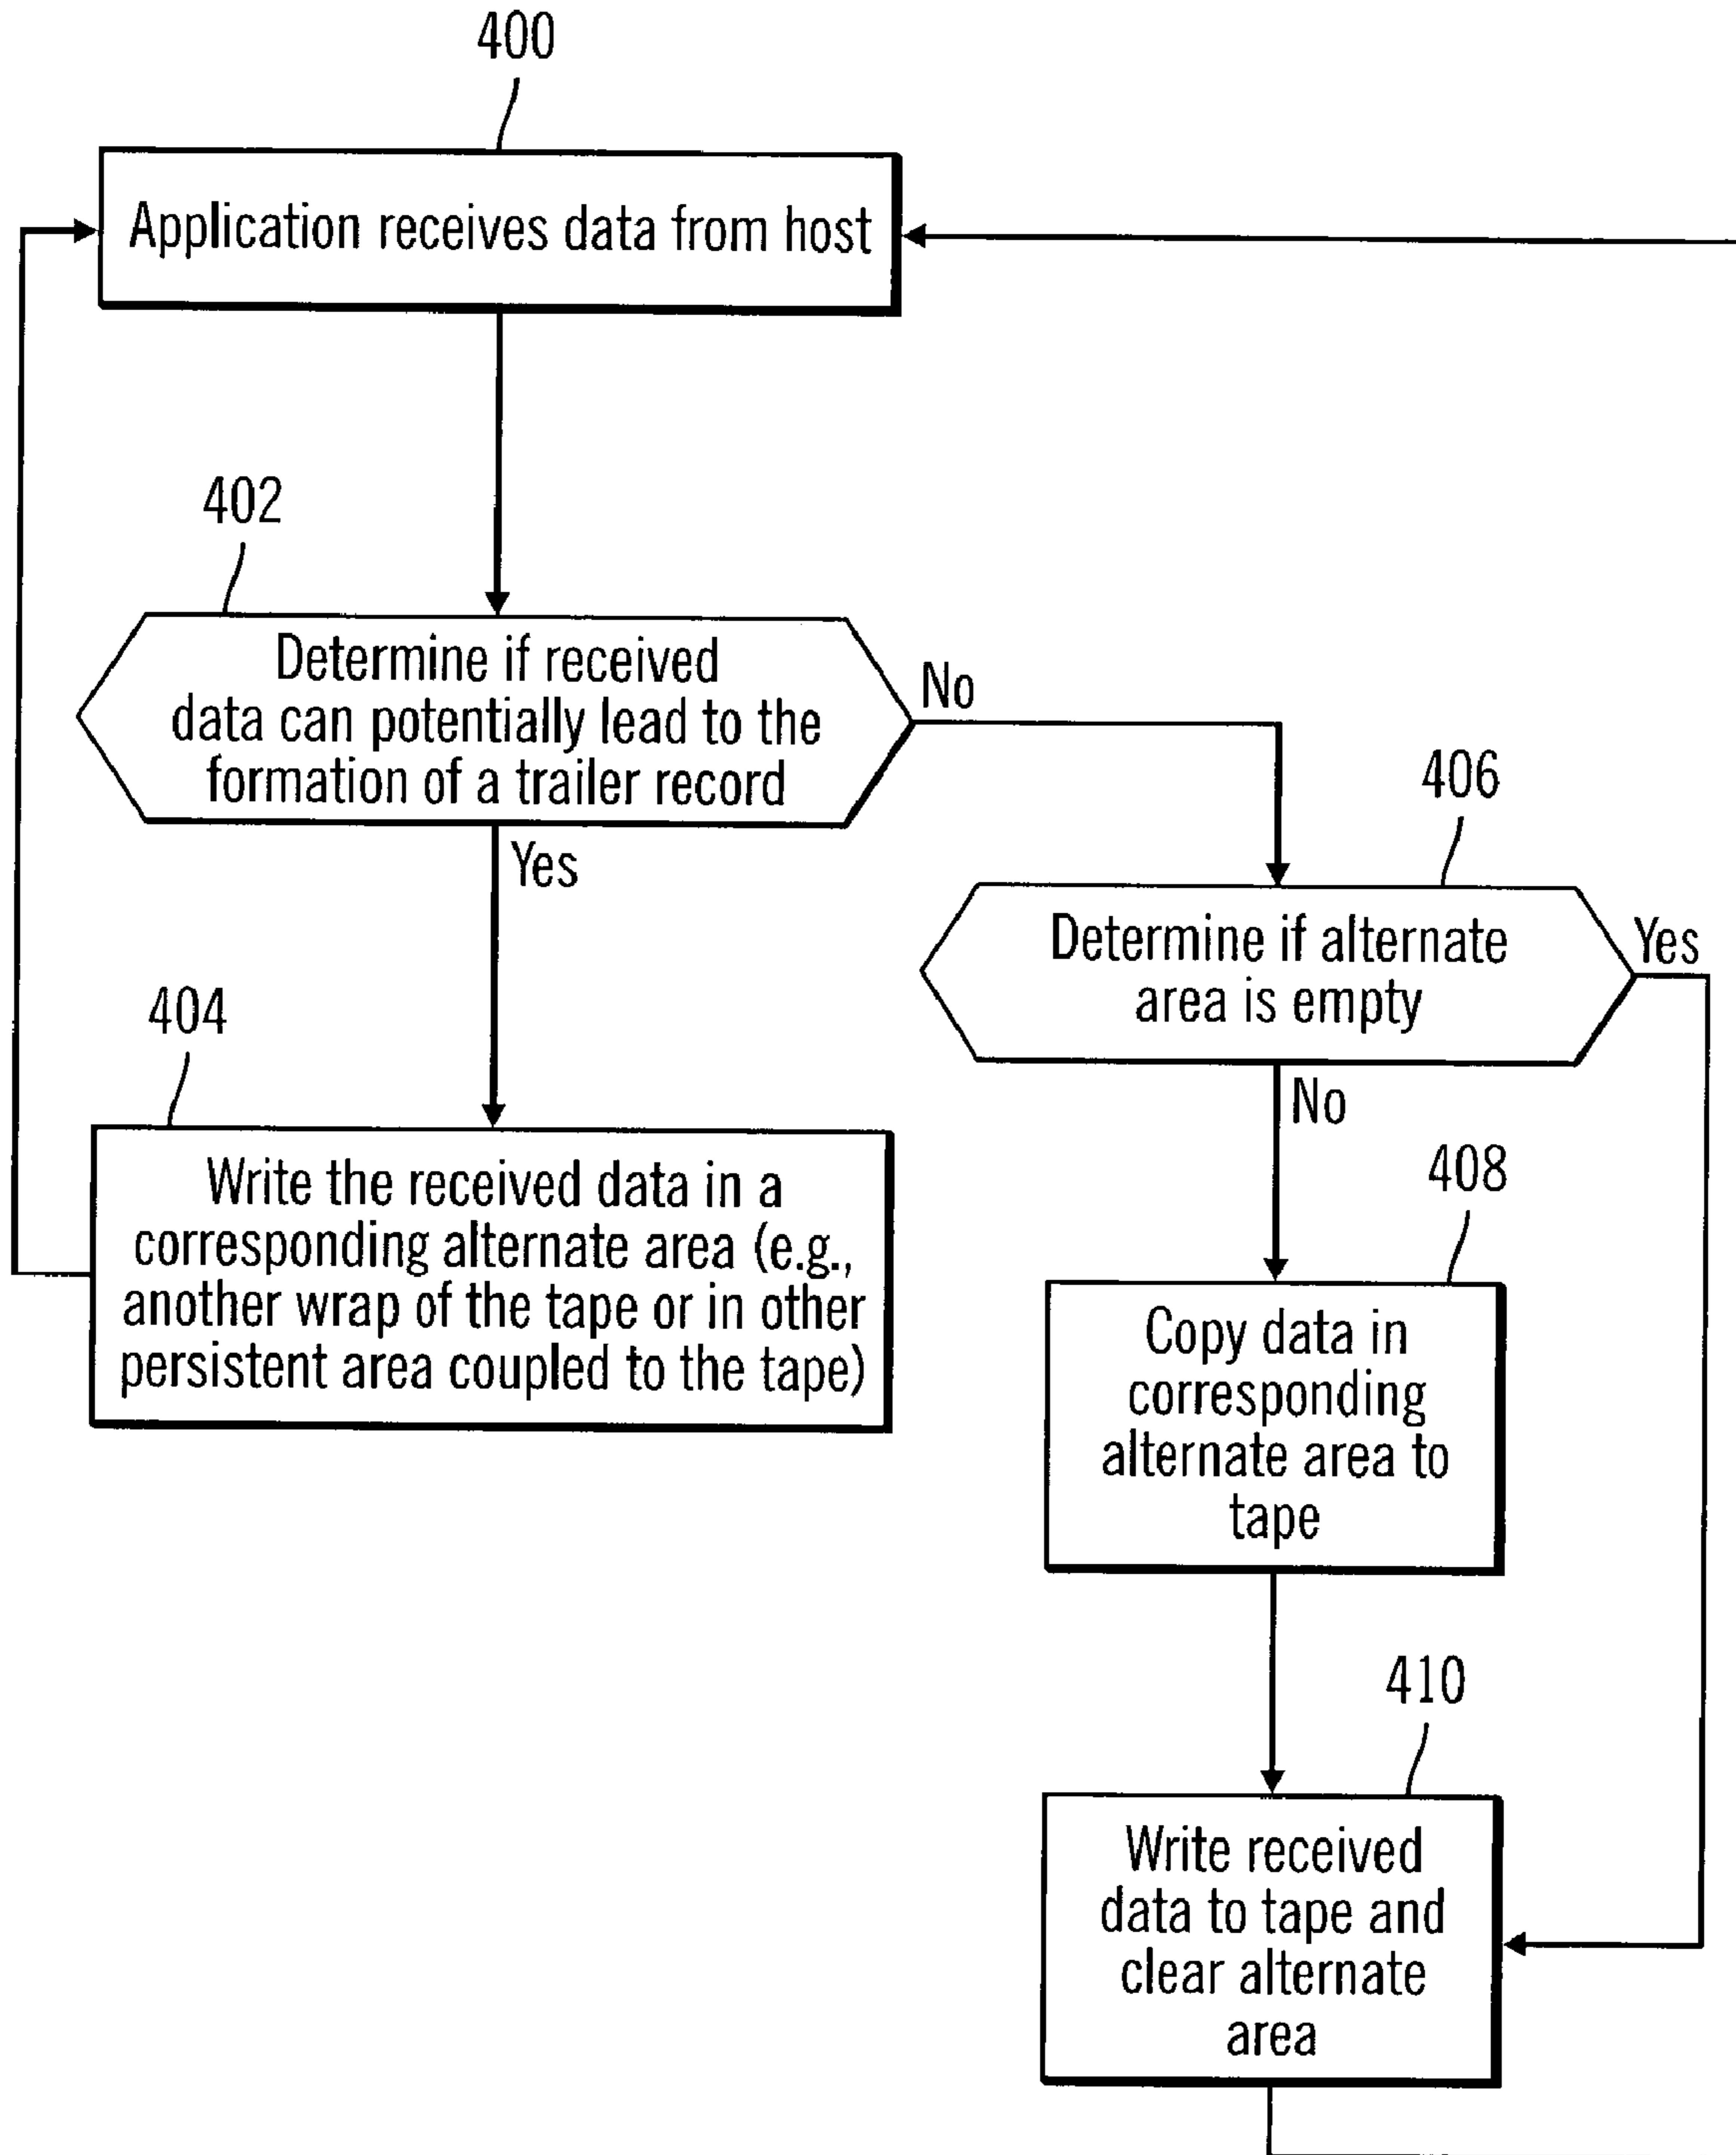 400
Application receives data from host
402
Determine if received
data can potentially lead to the
formation of a trailer record
No
Yes
406
Determine if alternate
area is empty
Yes
No
404
Write the received data in a
corresponding alternate area (e.g.,
another wrap of the tape or in other
persistent area coupled to the tape)
408
Copy data in
corresponding
alternate area to
tape
410
Write received
data to tape and
clear alternate
area